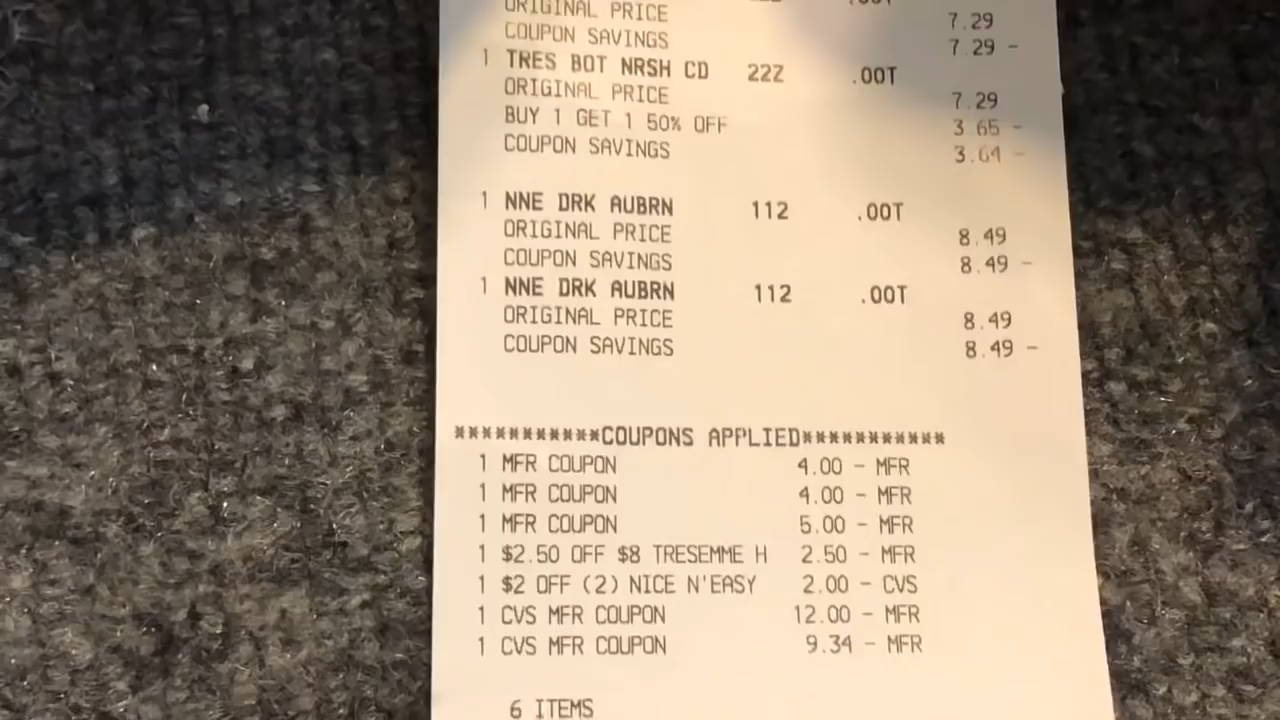 ORIGINAL PRICE 7.29
COUPON SAVINGS 7.29 -
1 TRES BOT NRSH CD 22Z .00T
ORIGINAL PRICE 7.29
BUY 1 GET 1 50% OFF 3.65 -
COUPON SAVINGS 3.64 -
1 NNE DRK AUBRN 112 .00T
ORIGINAL PRICE 8.49
COUPON SAVINGS 8.49 -
1 NNE DRK AUBRN 112 .00T
ORIGINAL PRICE 8.49
COUPON SAVINGS 8.49 -
***********COUPONS APPLIED***********
1 MFR COUPON 4.00 - MFR
1 MFR COUPON 4.00 - MFR
1 MFR COUPON 5.00 - MFR
1 $2.50 OFF $8 TRESEMME H 2.50 - MFR
1 $2 OFF (2) NICE N'EASY 2.00 - CVS
1 CVS MFR COUPON 12.00 - MFR
1 CVS MFR COUPON 9.34 - MFR
6 ITEMS